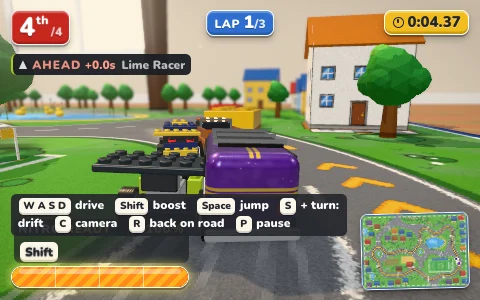 4th/4
LAP 1/3
0:04.37
▲ AHEAD +0.0s Lime Racer
W A S D drive Shift boost Space jump S + turn:
drift C camera R back on road P pause
Shift